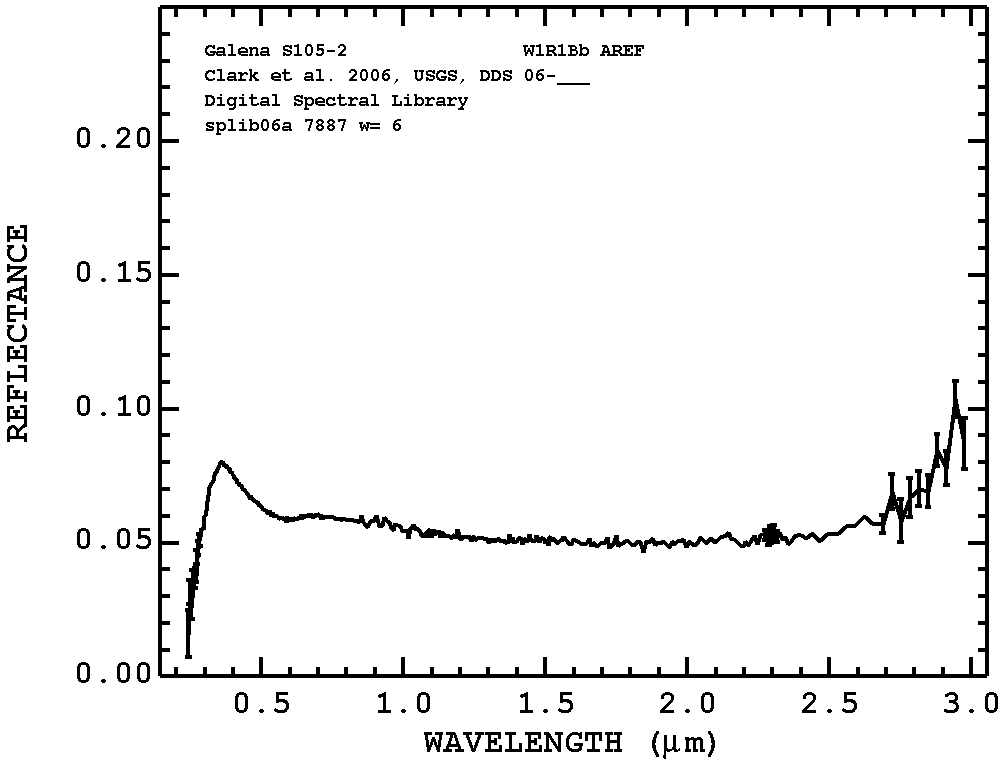 Galena S105-2 W1R1Bb AREF
Clark et al. 2006, USGS, DDS 06-___
Digital Spectral Library
splib06a 7887 w= 6
REFLECTANCE
0.20
0.15
0.10
0.05
0.00
0.5 1.0 1.5 2.0 2.5 3.0
WAVELENGTH (μm)